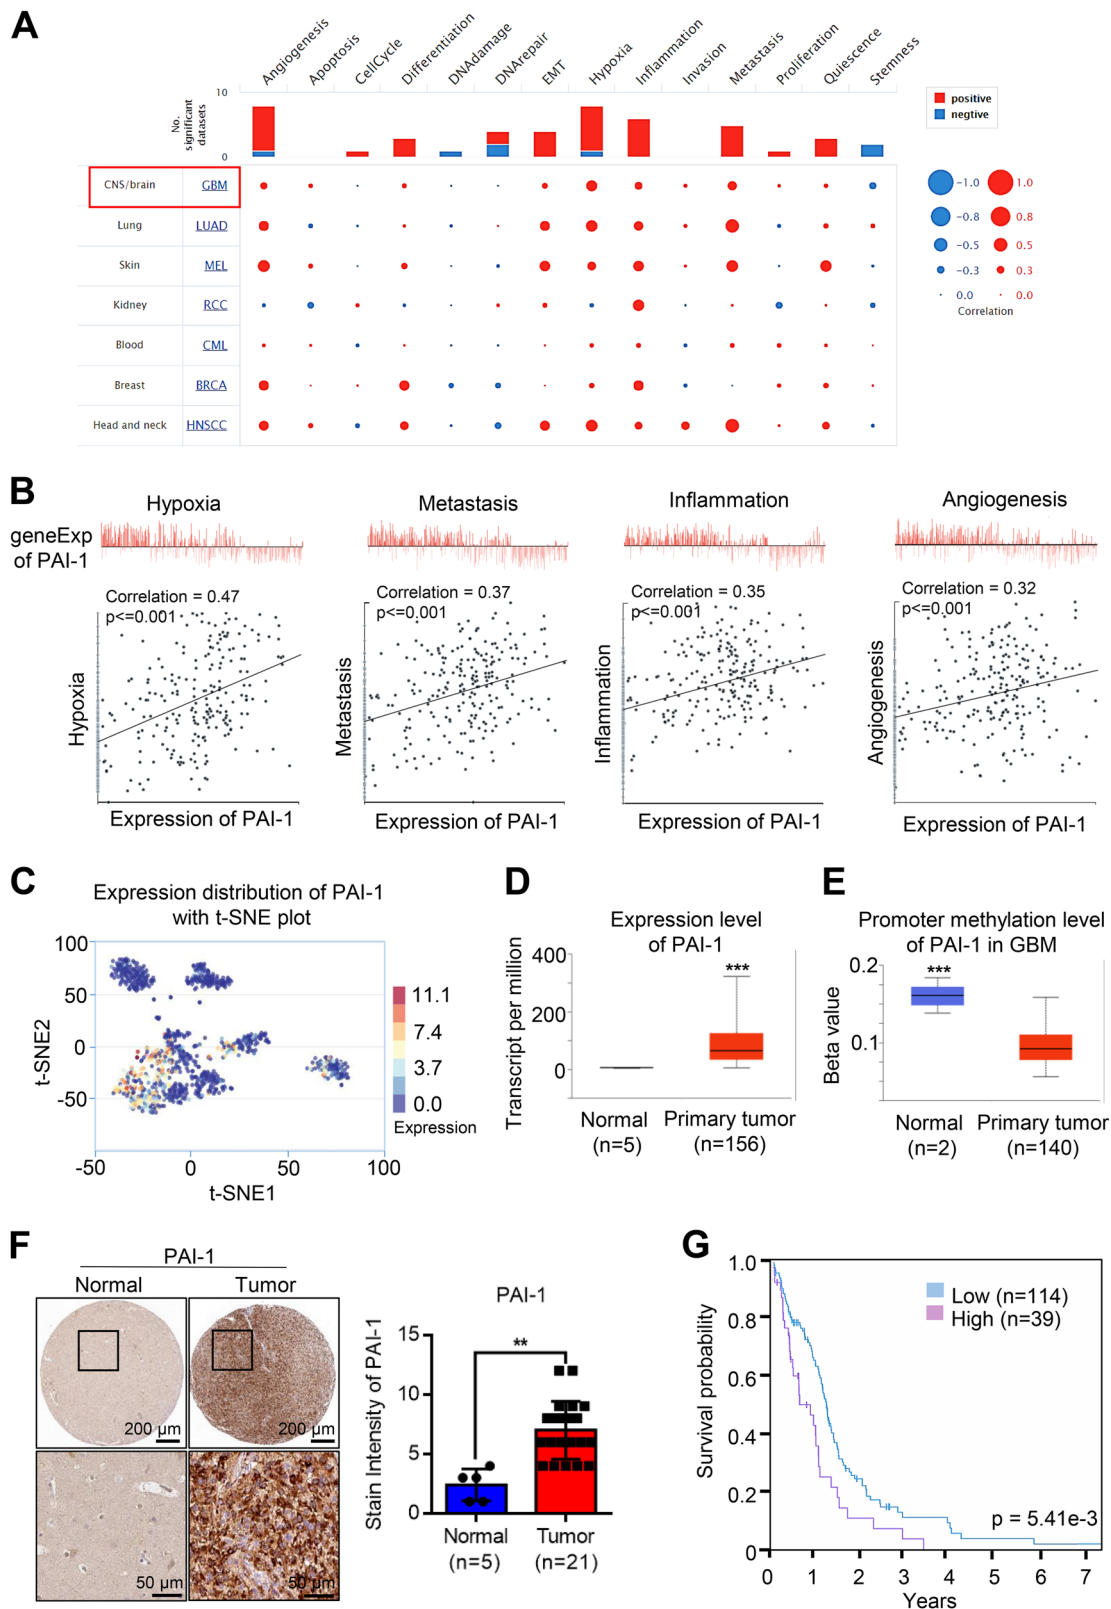 A
Angiogenesis
Apoptosis
CellCycle
Differentiation
DNAdamage
DNArepair
EMT
Hypoxia
Inflammation
Invasion
Metastasis
Proliferation
Quiescence
Stemness
No. significant datasets
10
0
positive
negtive
CNS/brain GBM
Lung LUAD
Skin MEL
Kidney RCC
Blood CML
Breast BRCA
Head and neck HNSCC
-1.0 1.0
-0.8 0.8
-0.5 0.5
-0.3 0.3
0.0 0.0
Correlation
B
geneExp
of PAI-1
Hypoxia
Correlation = 0.47
p<=0.001
Hypoxia
Expression of PAI-1
Metastasis
Correlation = 0.37
p<=0.001
Metastasis
Expression of PAI-1
Inflammation
Correlation = 0.35
p<=0.001
Inflammation
Expression of PAI-1
Angiogenesis
Correlation = 0.32
p<=0.001
Angiogenesis
Expression of PAI-1
C
Expression distribution of PAI-1
with t-SNE plot
t-SNE2
100
50
0
-50
-50 0 50 100
t-SNE1
11.1
7.4
3.7
0.0
Expression
D
Expression level
of PAI-1
Transcript per million
400
200
0
***
Normal
(n=5)
Primary tumor
(n=156)
E
Promoter methylation level
of PAI-1 in GBM
Beta value
0.2
0.1
***
Normal
(n=2)
Primary tumor
(n=140)
F
PAI-1
Normal Tumor
200 µm 200 µm
50 µm 50 µm
PAI-1
Stain Intensity of PAI-1
15
10
5
0
**
Normal
(n=5)
Tumor
(n=21)
G
Survival probability
1.0
0.8
0.6
0.4
0.2
0
Low (n=114)
High (n=39)
p = 5.41e-3
0 1 2 3 4 5 6 7
Years